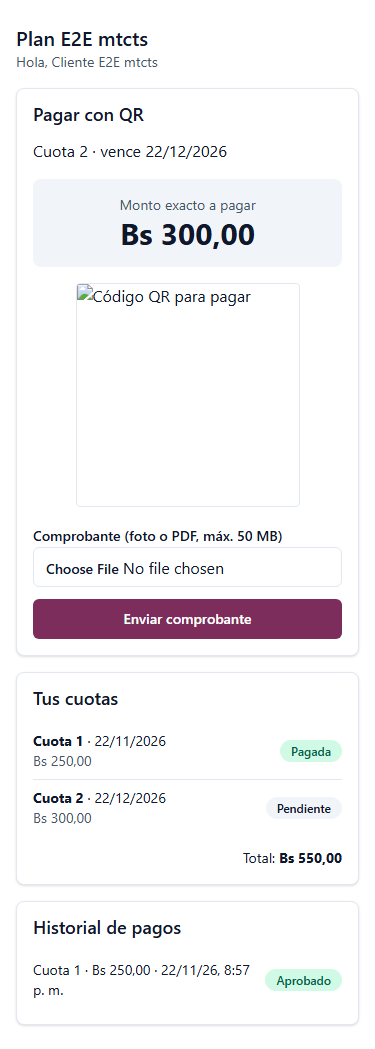 Plan E2E mtcts
Hola, Cliente E2E mtcts
Pagar con QR
Cuota 2 · vence 22/12/2026
Monto exacto a pagar
Bs 300,00
Código QR para pagar
Comprobante (foto o PDF, máx. 50 MB)
Choose File No file chosen
Enviar comprobante
Tus cuotas
Cuota 1 · 22/11/2026
Bs 250,00
Pagada
Cuota 2 · 22/12/2026
Bs 300,00
Pendiente
Total: Bs 550,00
Historial de pagos
Cuota 1 · Bs 250,00 · 22/11/26, 8:57
p. m.
Aprobado